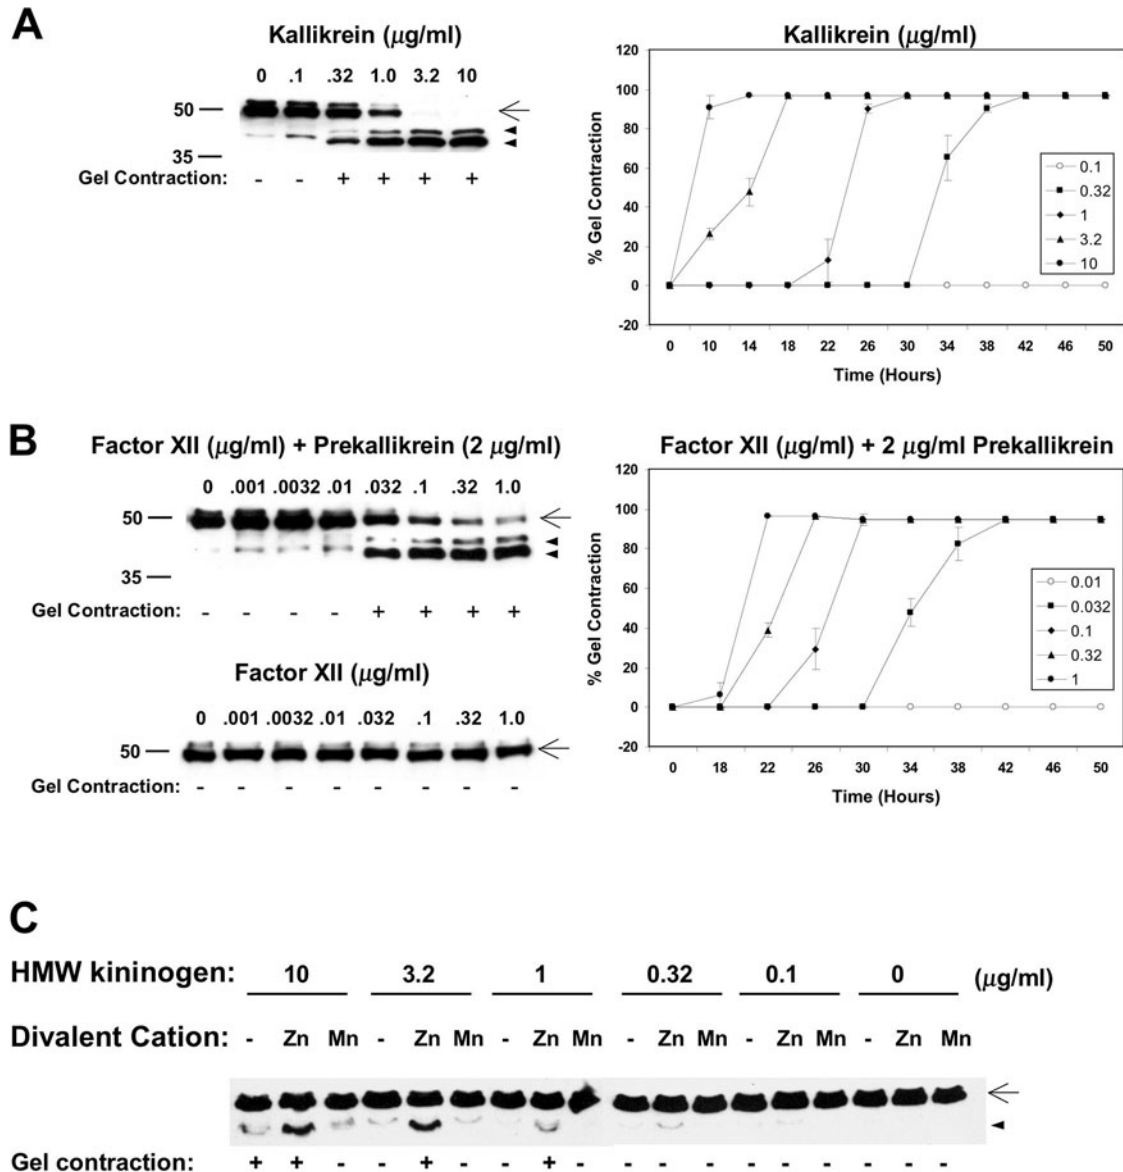 A
Kallikrein (μg/ml)
0 .1 .32 1.0 3.2 10
50
35
Gel Contraction: - - + + + +
Kallikrein (μg/ml)
120
100
80
60
40
20
0
-20
% Gel Contraction
0.1
0.32
1
3.2
10
0 10 14 18 22 26 30 34 38 42 46 50
Time (Hours)
B
Factor XII (μg/ml) + Prekallikrein (2 μg/ml)
0 .001 .0032 .01 .032 .1 .32 1.0
50
35
Gel Contraction: - - - - + + + +
Factor XII (μg/ml)
0 .001 .0032 .01 .032 .1 .32 1.0
50
Gel Contraction: - - - - - - - -
Factor XII (μg/ml) + 2 μg/ml Prekallikrein
120
100
80
60
40
20
0
-20
% Gel Contraction
0.01
0.032
0.1
0.32
1
0 18 22 26 30 34 38 42 46 50
Time (Hours)
C
HMW kininogen: 10 3.2 1 0.32 0.1 0 (μg/ml)
Divalent Cation: - Zn Mn - Zn Mn - Zn Mn - Zn Mn - Zn Mn - Zn Mn
Gel contraction: + + - - + - - + - - - - - - - - - -